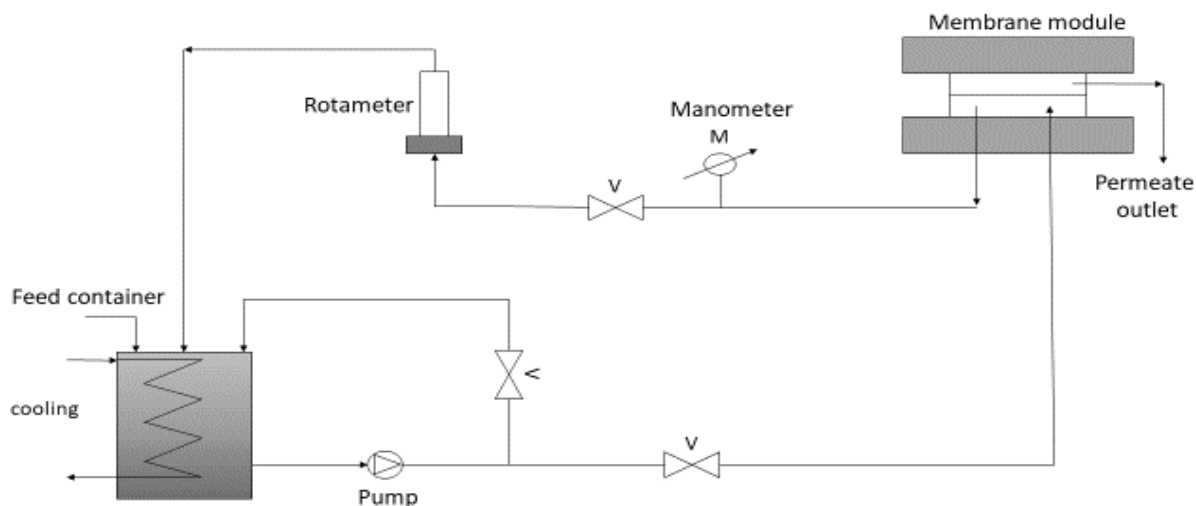 Membrane module
Rotameter
Manometer
M
V
Permeate
outlet
Feed container
V
cooling
V
Pump